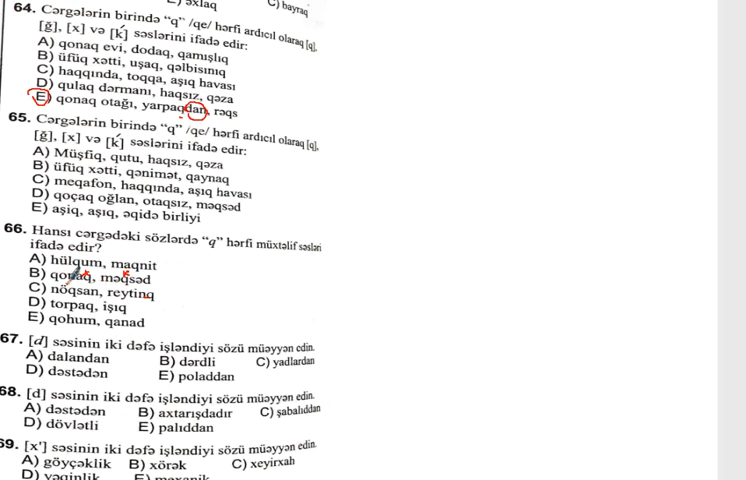 C) bayraq
64. Cərgələrin birində “q” /qe/ hərfi ardıcıl olaraq [q],
[ğ], [x] və [ḱ] səslərini ifadə edir:
A) qonaq evi, dodaq, qamışlıq
B) üfüq xətti, uşaq, qəlbisınıq
C) haqqında, toqqa, aşıq havası
D) qulaq dərmanı, haqsız, qəza
E) qonaq otağı, yarpaqdan, rəqs
65. Cərgələrin birində “q” /qe/ hərfi ardıcıl olaraq [q],
[ğ], [x] və [ḱ] səslərini ifadə edir:
A) Müşfiq, qutu, haqsız, qəza
B) üfüq xətti, qənimət, qaynaq
C) meqafon, haqqında, aşıq havası
D) qoçaq oğlan, otaqsız, məqsəd
E) aşiq, aşıq, əqidə birliyi
66. Hansı cərgədəki sözlərdə “q” hərfi müxtəlif səsləri
ifadə edir?
A) hülqum, maqnit
B) qonaq, məqsəd
C) nöqsan, reytinq
D) torpaq, işıq
E) qohum, qanad
67. [d] səsinin iki dəfə işləndiyi sözü müəyyən edin.
A) dalandan B) dərdli C) yadlardan
D) dəstədən E) poladdan
68. [d] səsinin iki dəfə işləndiyi sözü müəyyən edin.
A) dəstədən B) axtarışdadır C) şabalıddan
D) dövlətli E) palıddan
69. [x'] səsinin iki dəfə işləndiyi sözü müəyyən edin.
A) göyçəklik B) xörək C) xeyirxah